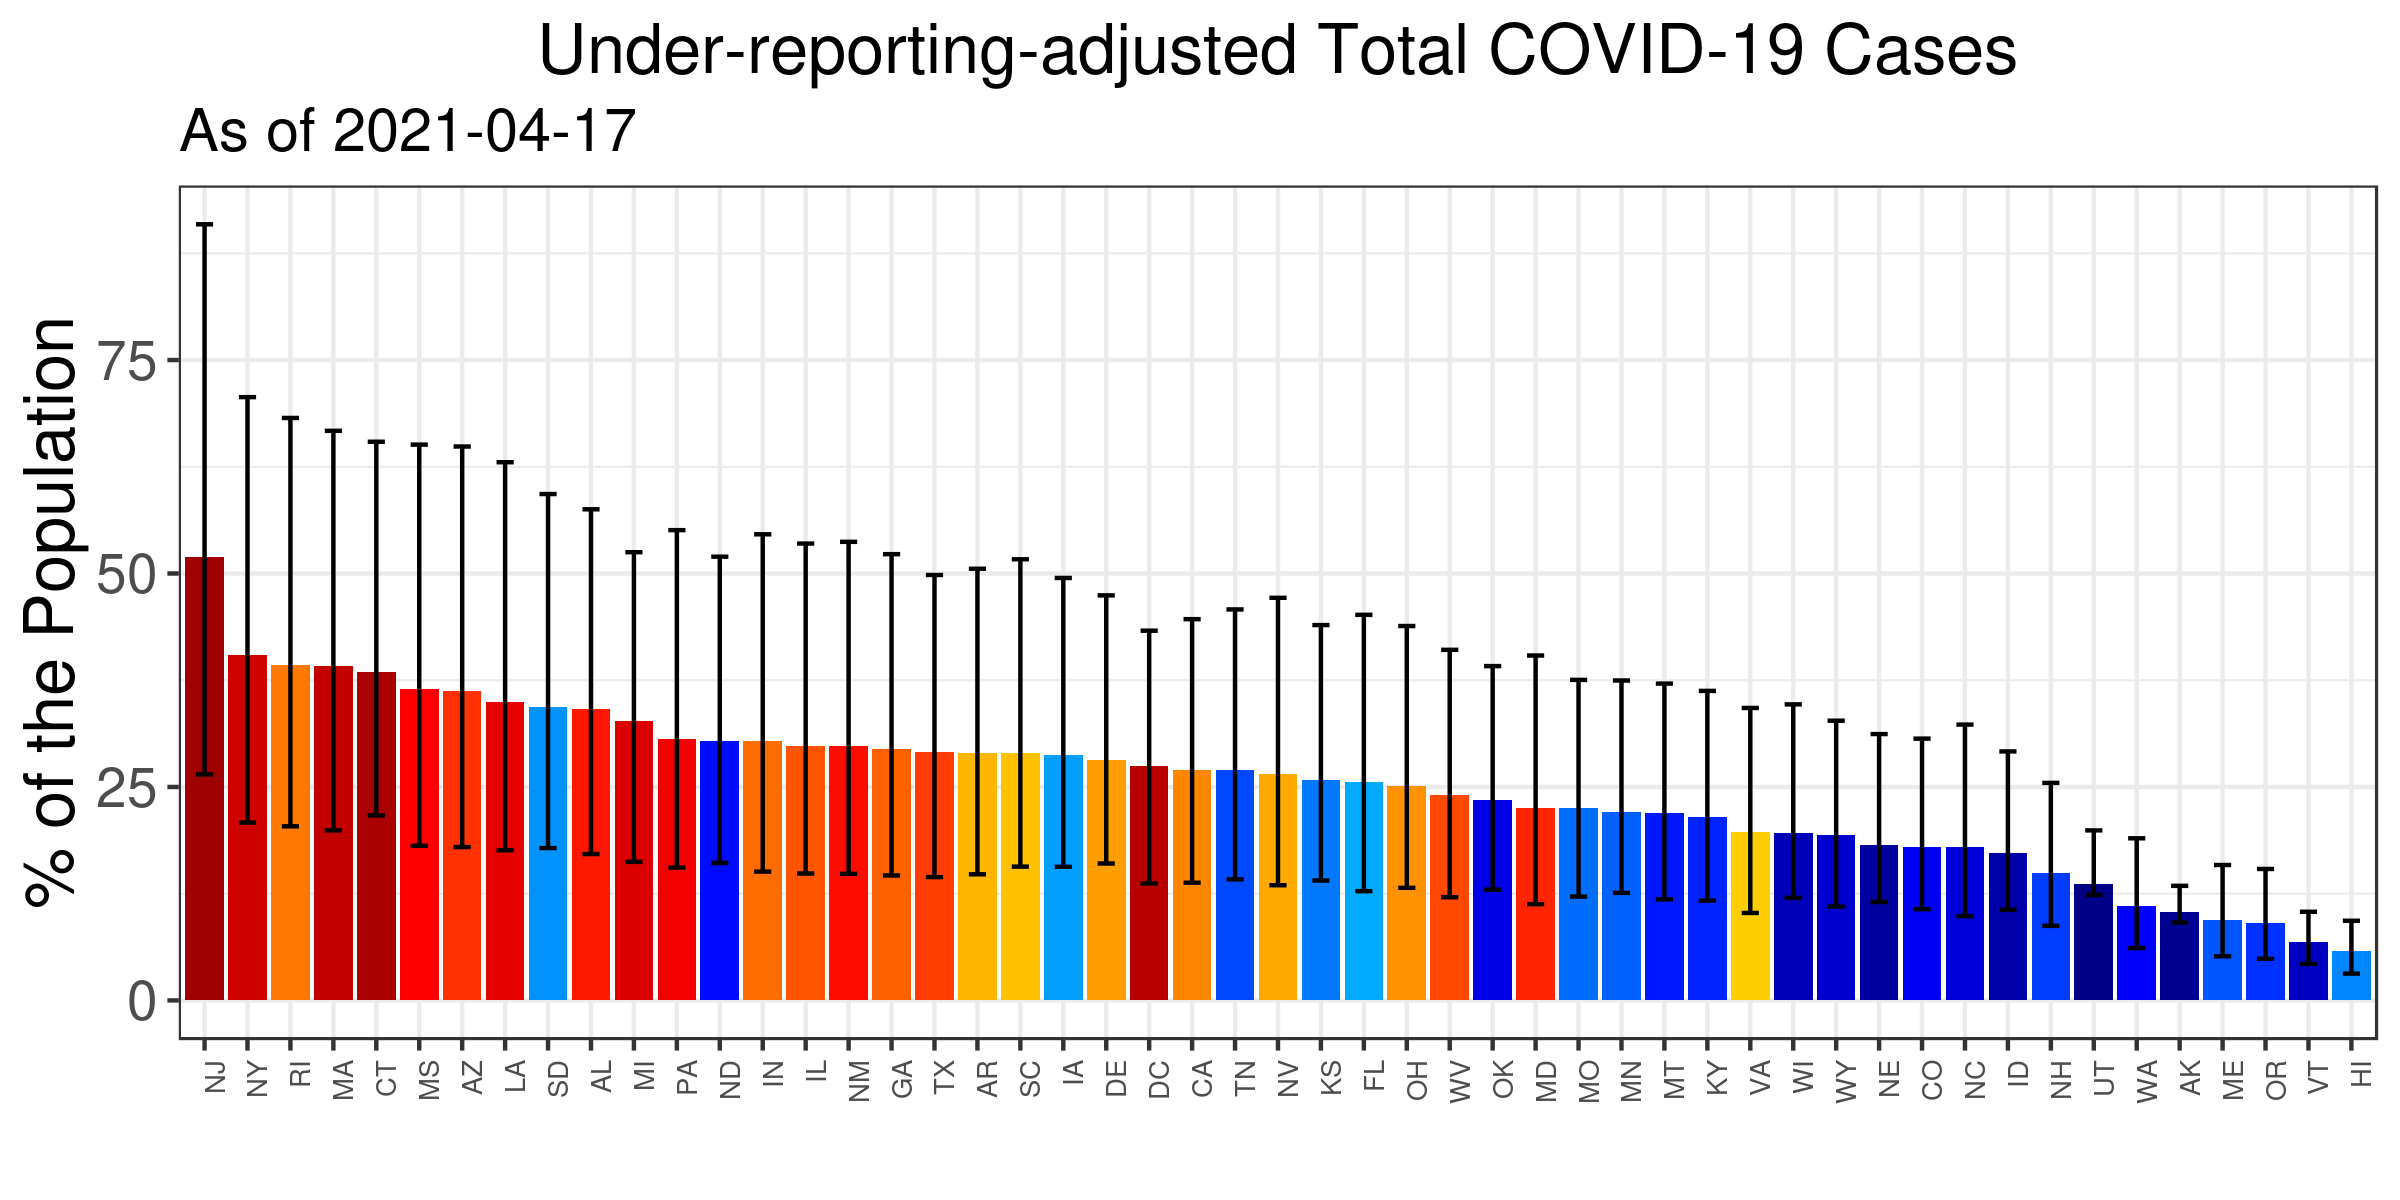 Under-reporting-adjusted Total COVID-19 Cases
As of 2021-04-17
% of the Population
75
50
25
0
NJ NY RI MA CT MS AZ LA SD AL MI PA ND IN IL NM GA TX AR SC IA DE DC CA TN NV KS FL OH WV OK MD MO MN MT KY VA WI WY NE CO NC ID NH UT WA AK ME OR VT HI